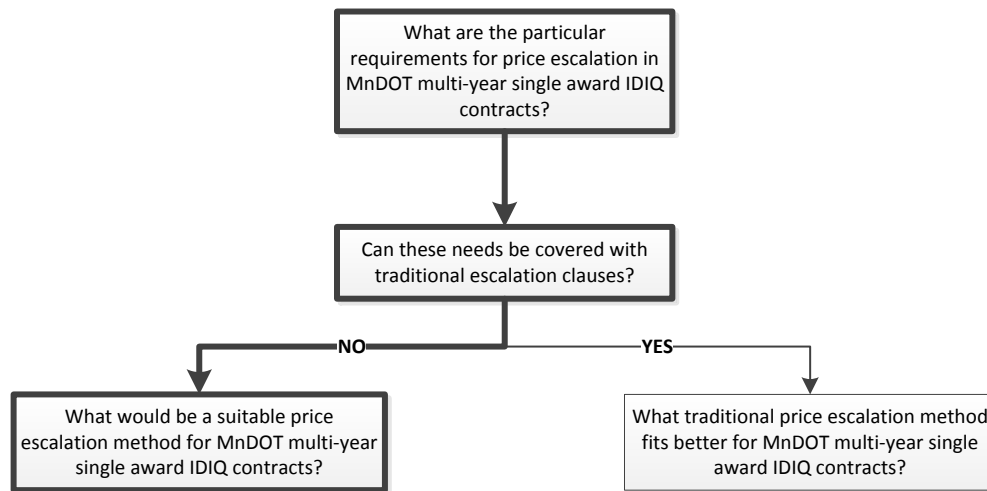 What are the particular
requirements for price escalation in
MnDOT multi-year single award IDIQ
contracts?
Can these needs be covered with
traditional escalation clauses?
NO
YES
What would be a suitable price
escalation method for MnDOT multi-year
single award IDIQ contracts?
What traditional price escalation method
fits better for MnDOT multi-year single
award IDIQ contracts?